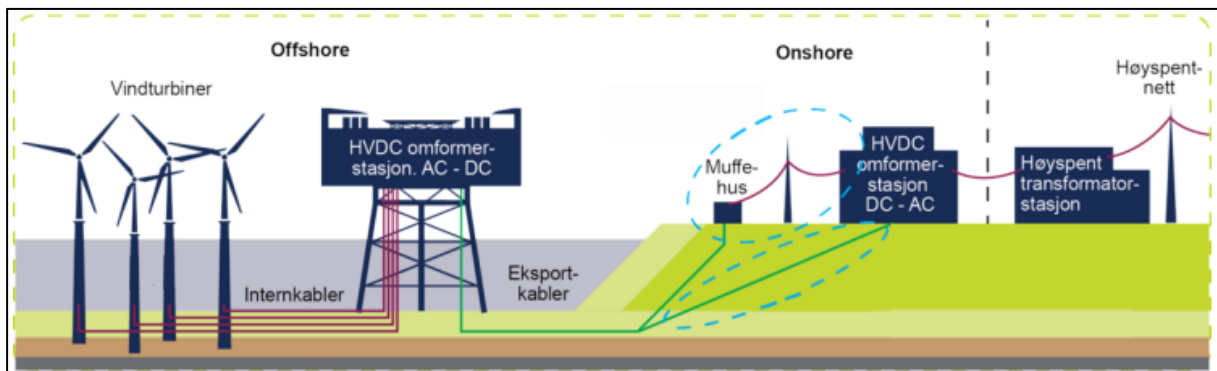 Offshore
Onshore
Vindturbiner
Høyspent-
nett
HVDC omformer-
stasjon. AC - DC
Muffe-
hus
HVDC
omformer-
stasjon
DC - AC
Høyspent
transformator-
stasjon
Internkabler
Eksport-
kabler